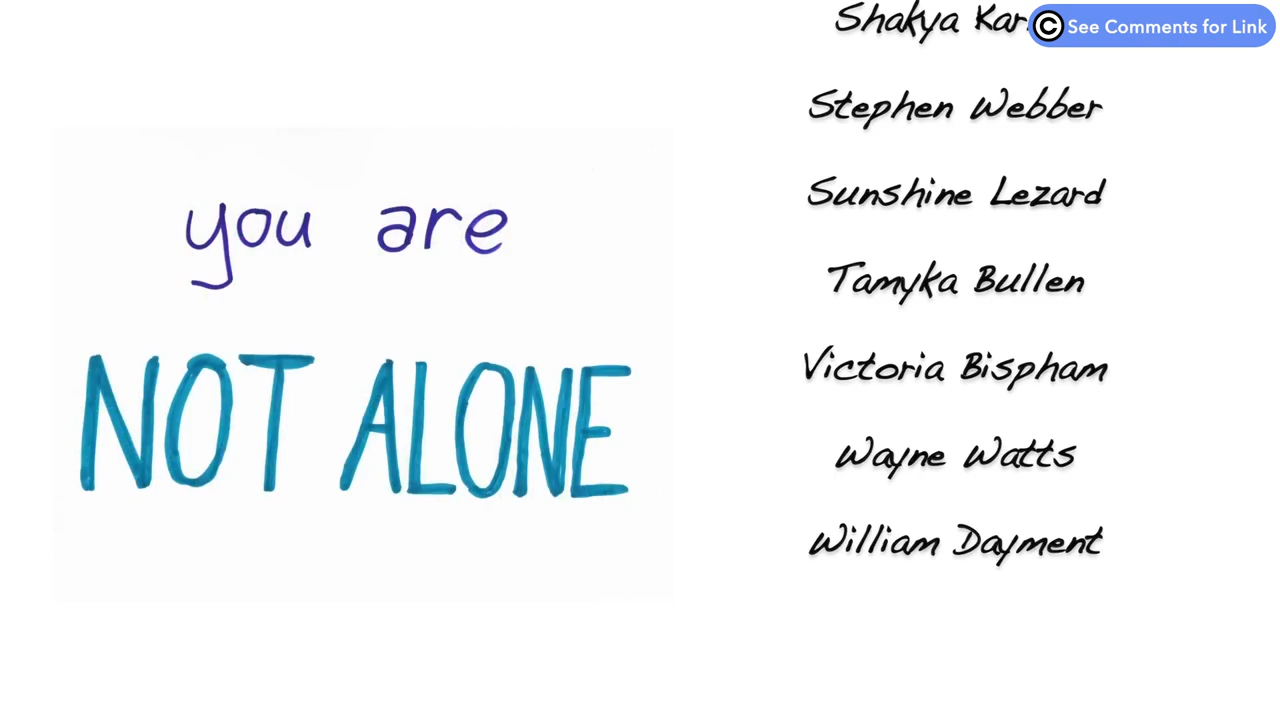 you are
NOT ALONE
Shakya
© See Comments for Link
Stephen Webber
Sunshine Lezard
Tamyka Bullen
Victoria Bispham
Wayne Watts
William Dayment